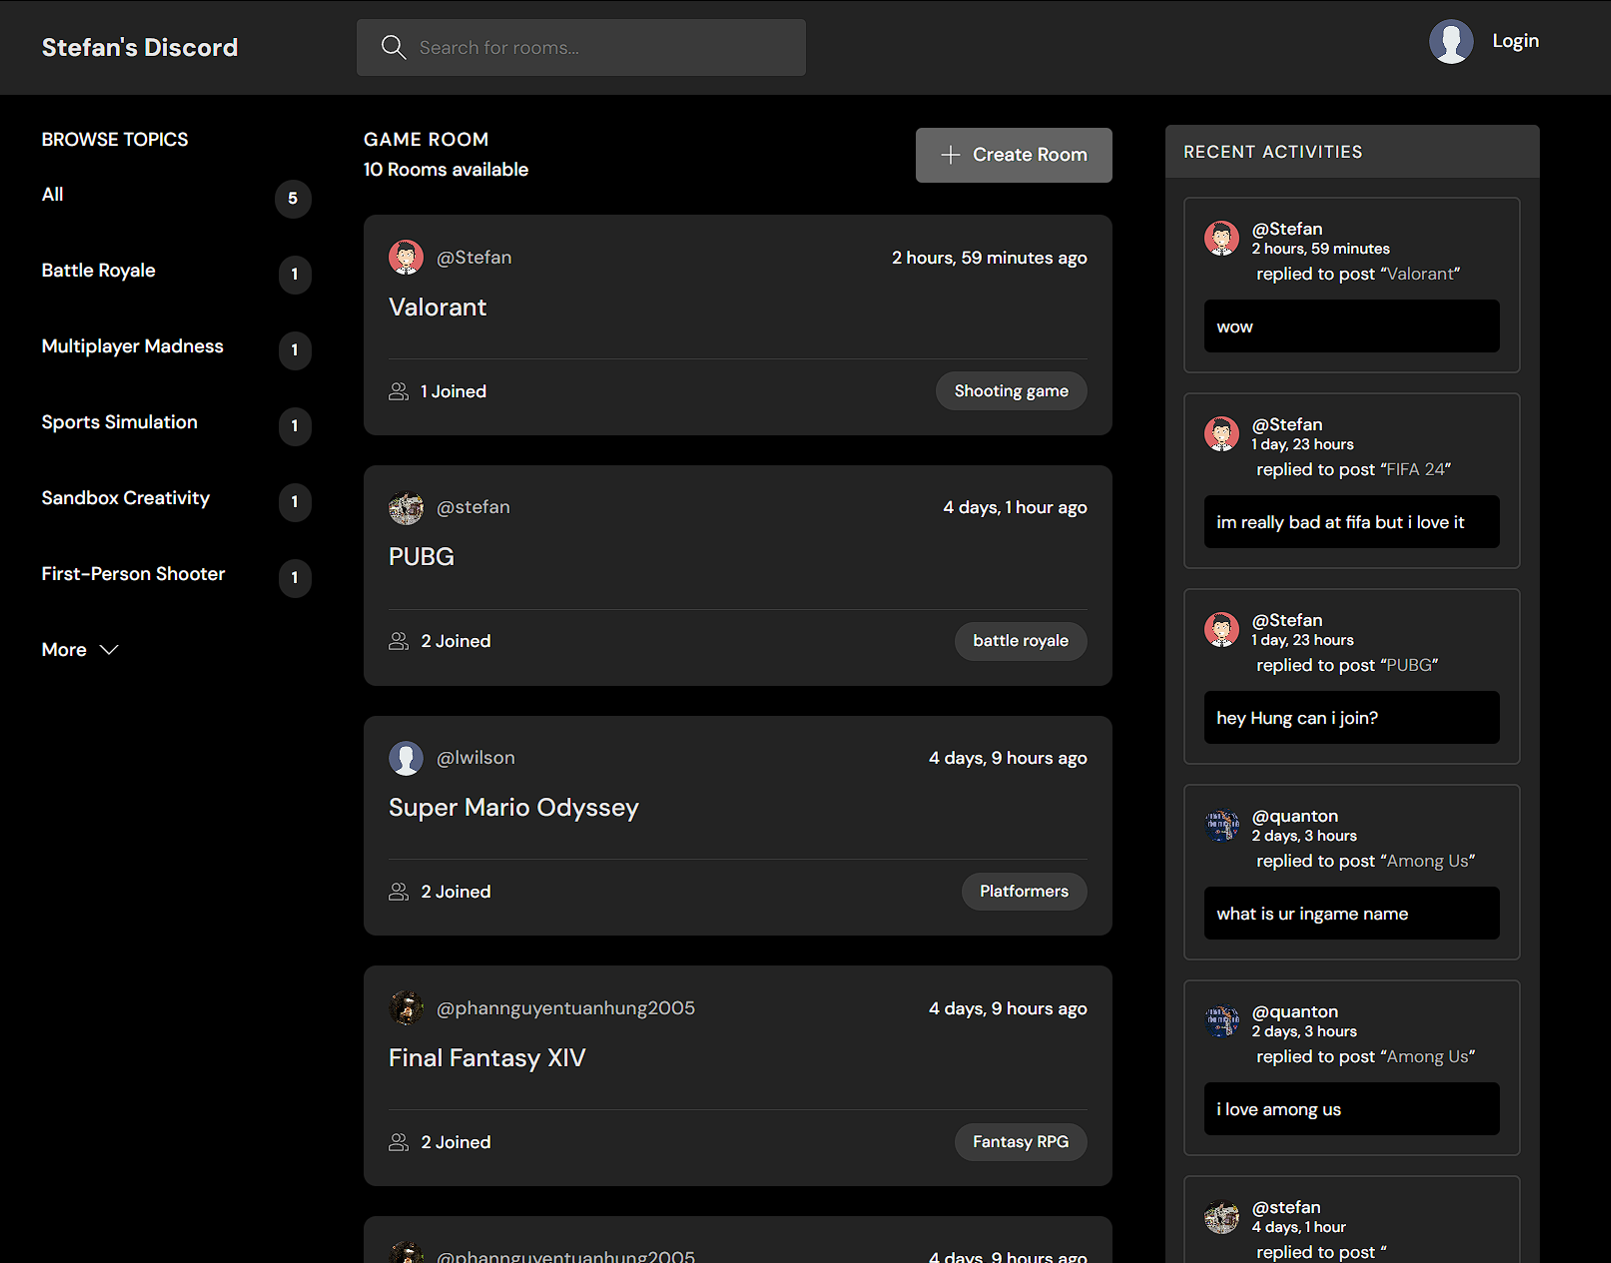 Stefan's Discord
Search for rooms...
Login
BROWSE TOPICS
All
5
Battle Royale
1
Multiplayer Madness
1
Sports Simulation
1
Sandbox Creativity
1
First-Person Shooter
1
More
GAME ROOM
10 Rooms available
Create Room
@Stefan
2 hours, 59 minutes ago
Valorant
1 Joined
Shooting game
@stefan
4 days, 1 hour ago
PUBG
2 Joined
battle royale
@lwilson
4 days, 9 hours ago
Super Mario Odyssey
2 Joined
Platformers
@phannguyentuanhung2005
4 days, 9 hours ago
Final Fantasy XIV
2 Joined
Fantasy RPG
@phannguyentuanhung2005
4 days, 9 hours ago
RECENT ACTIVITIES
@Stefan
2 hours, 59 minutes
replied to post “Valorant”
wow
@Stefan
1 day, 23 hours
replied to post “FIFA 24”
im really bad at fifa but i love it
@Stefan
1 day, 23 hours
replied to post “PUBG”
hey Hung can i join?
@quanton
2 days, 3 hours
replied to post “Among Us”
what is ur ingame name
@quanton
2 days, 3 hours
replied to post “Among Us”
i love among us
@stefan
4 days, 1 hour
replied to post “